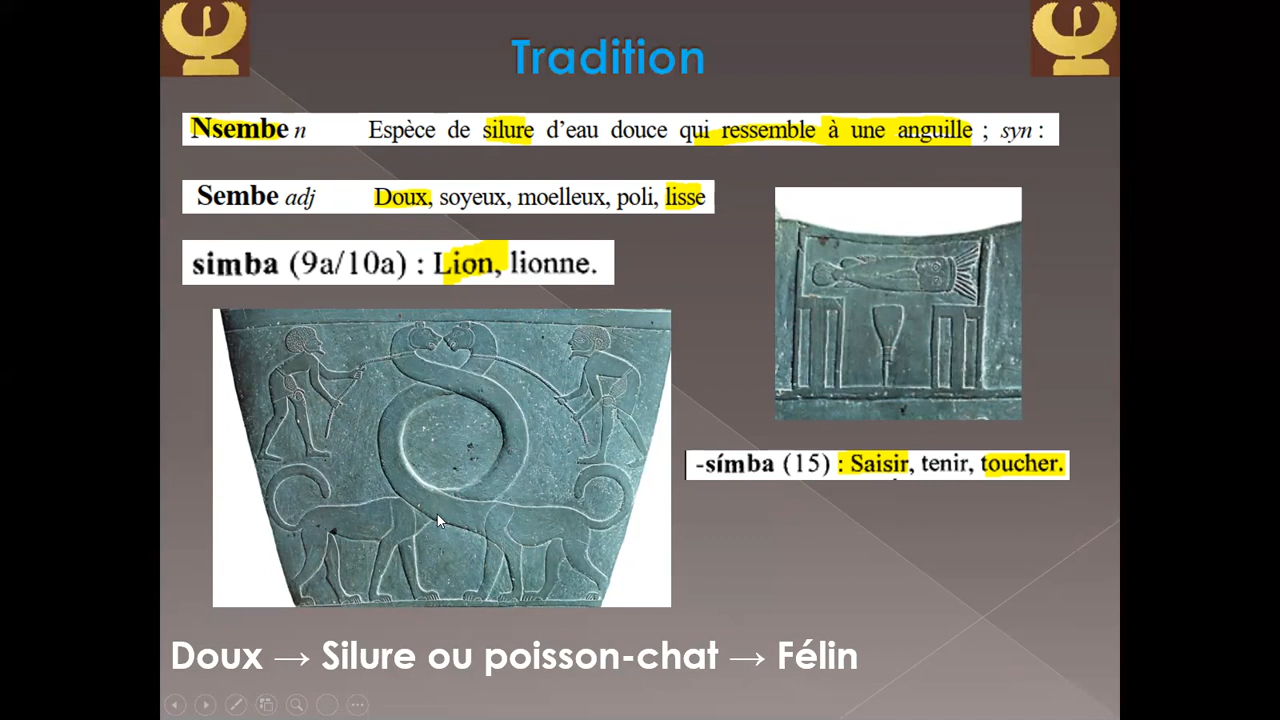 Tradition
Nsembe n Espèce de silure d’eau douce qui ressemble à une anguille ; syn :
Sembe adj Doux, soyeux, moelleux, poli, lisse
simba (9a/10a) : Lion, lionne.
-símba (15) : Saisir, tenir, toucher.
Doux → Silure ou poisson-chat → Félin